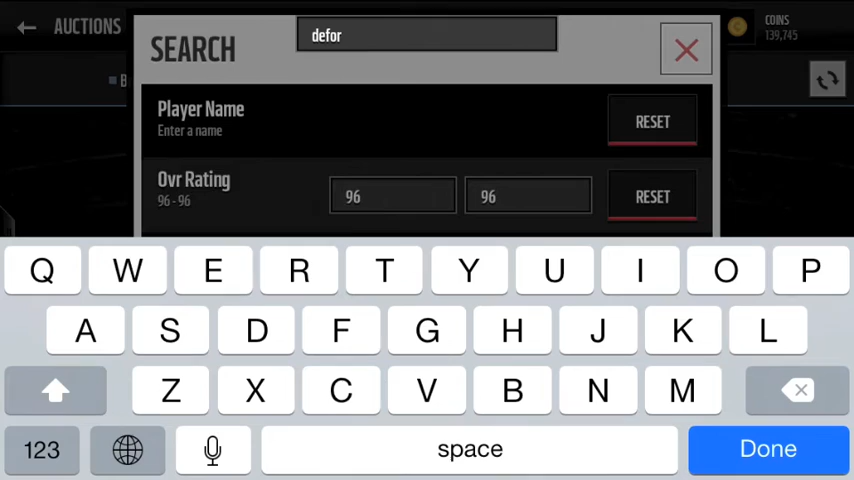 AUCTIONS
SEARCH
defor
COINS
139,745
B
Player Name
Enter a name
RESET
Ovr Rating
96 - 96
96
96
RESET
Q W E R T Y U I O P
A S D F G H J K L
Z X C V B N M
123
space
Done